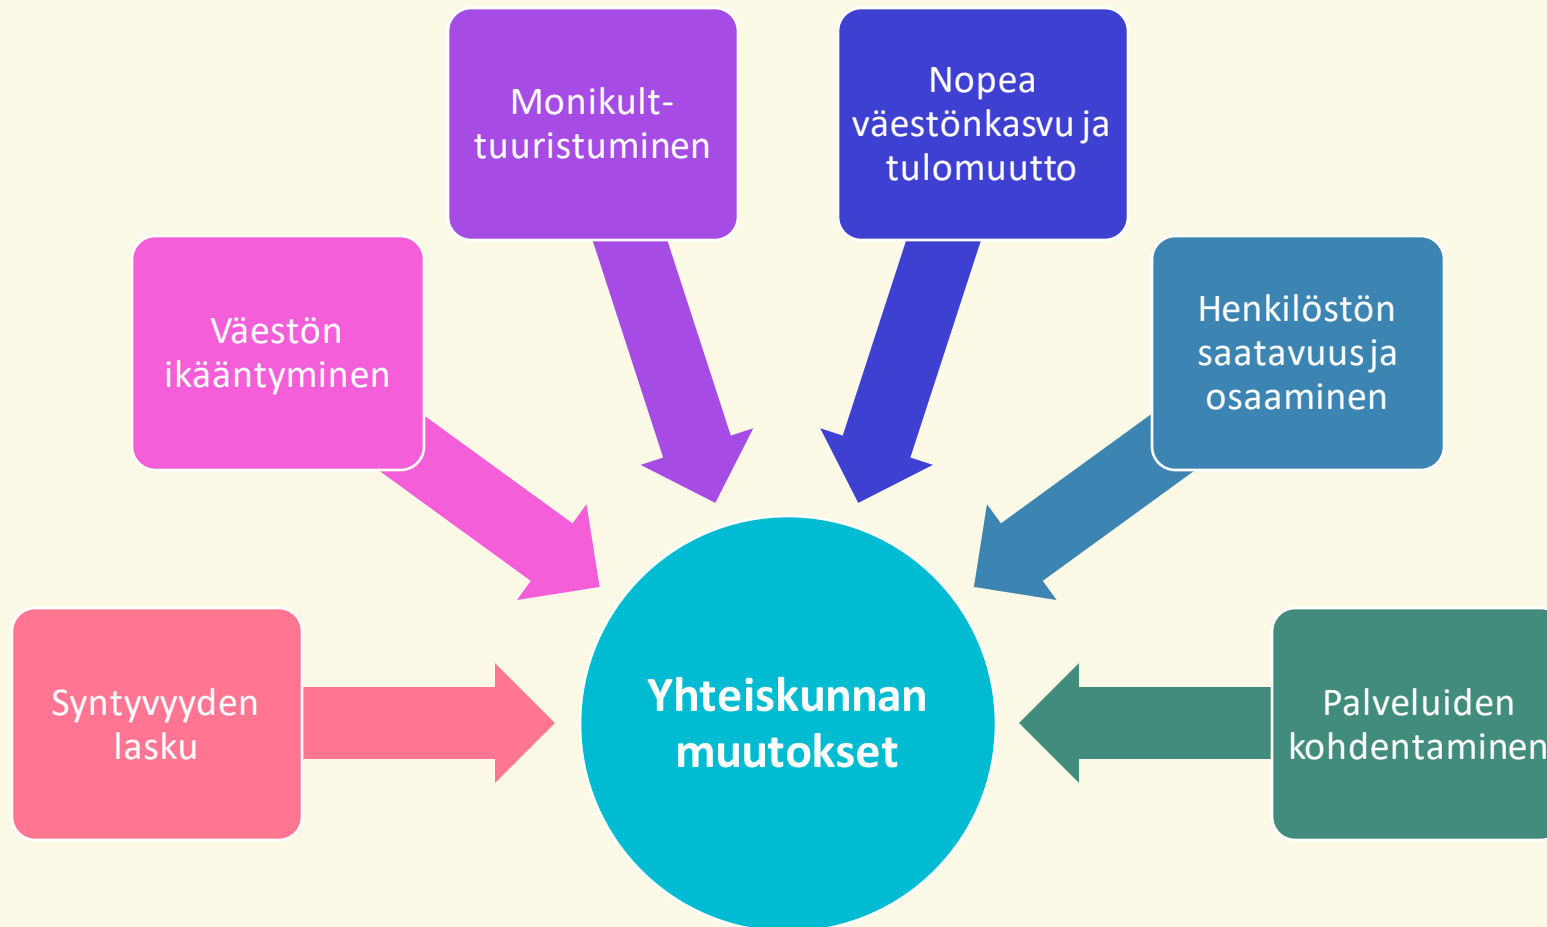 Monikult-
tuuristuminen
Nopea
väestönkasvu ja
tulomuutto
Väestön
ikääntyminen
Henkilöstön
saatavuus ja
osaaminen
Syntyvyyden
lasku
Yhteiskunnan
muutokset
Palveluiden
kohdentaminen